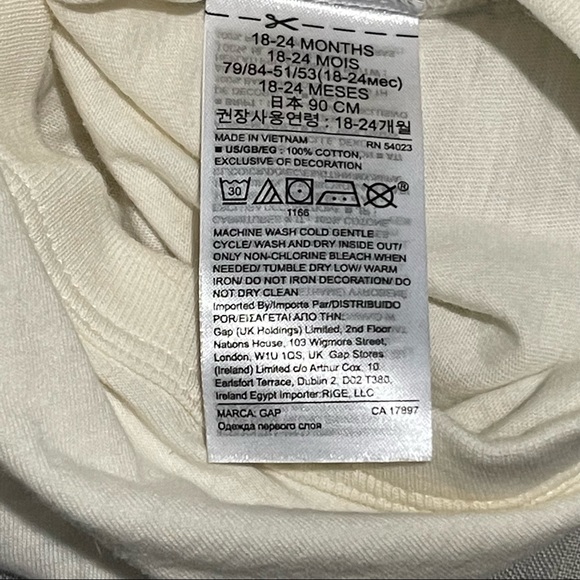 18-24 MONTHS
18-24 MOIS
79/84-51/53(18-24мес)
18-24 MESES
日本 90 CM
권장사용연령 : 18-24개월
MADE IN VIETNAM RN 54023
■ US/GB/EG : 100% COTTON,
EXCLUSIVE OF DECORATION
30 ®
1166
MACHINE WASH COLD GENTLE
CYCLE/ WASH AND DRY INSIDE OUT/
ONLY NON-CHLORINE BLEACH WHEN
NEEDED/ TUMBLE DRY LOW/ WARM
IRON/ DO NOT IRON DECORATION/ DO
NOT DRY CLEAN
Imported By/Importe Par/DISTRIBUIDO
POR/ΕΙΣΑΓΕΤΑΙ ΑΠΟ ΤΗΝ:
Gap (UK Holdings) Limited, 2nd Floor
Nations House, 103 Wigmore Street,
London, W1U 1QS, UK Gap Stores
(Ireland) Limited c/o Arthur Cox, 10
Earlsfort Terrace, Dublin 2, D02 T380,
Ireland Egypt Importer:RIGE, LLC
MARCA: GAP CA 17897
Одежда первого слоя